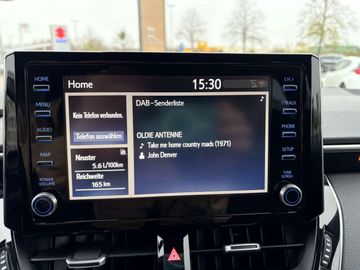 HOME
MENU
AUDIO
MAP
POWER
VOLUME
Home
15:30
Kein Telefon verbunden.
Telefon auswählen
Neuster
5.6 L/100km
Reichweite
165 km
DAB-Senderliste
OLDIE ANTENNE
Take me home country roads (1971)
John Denver
CH
TRACK
PHONE
SETUP
TUNE
SCROLL